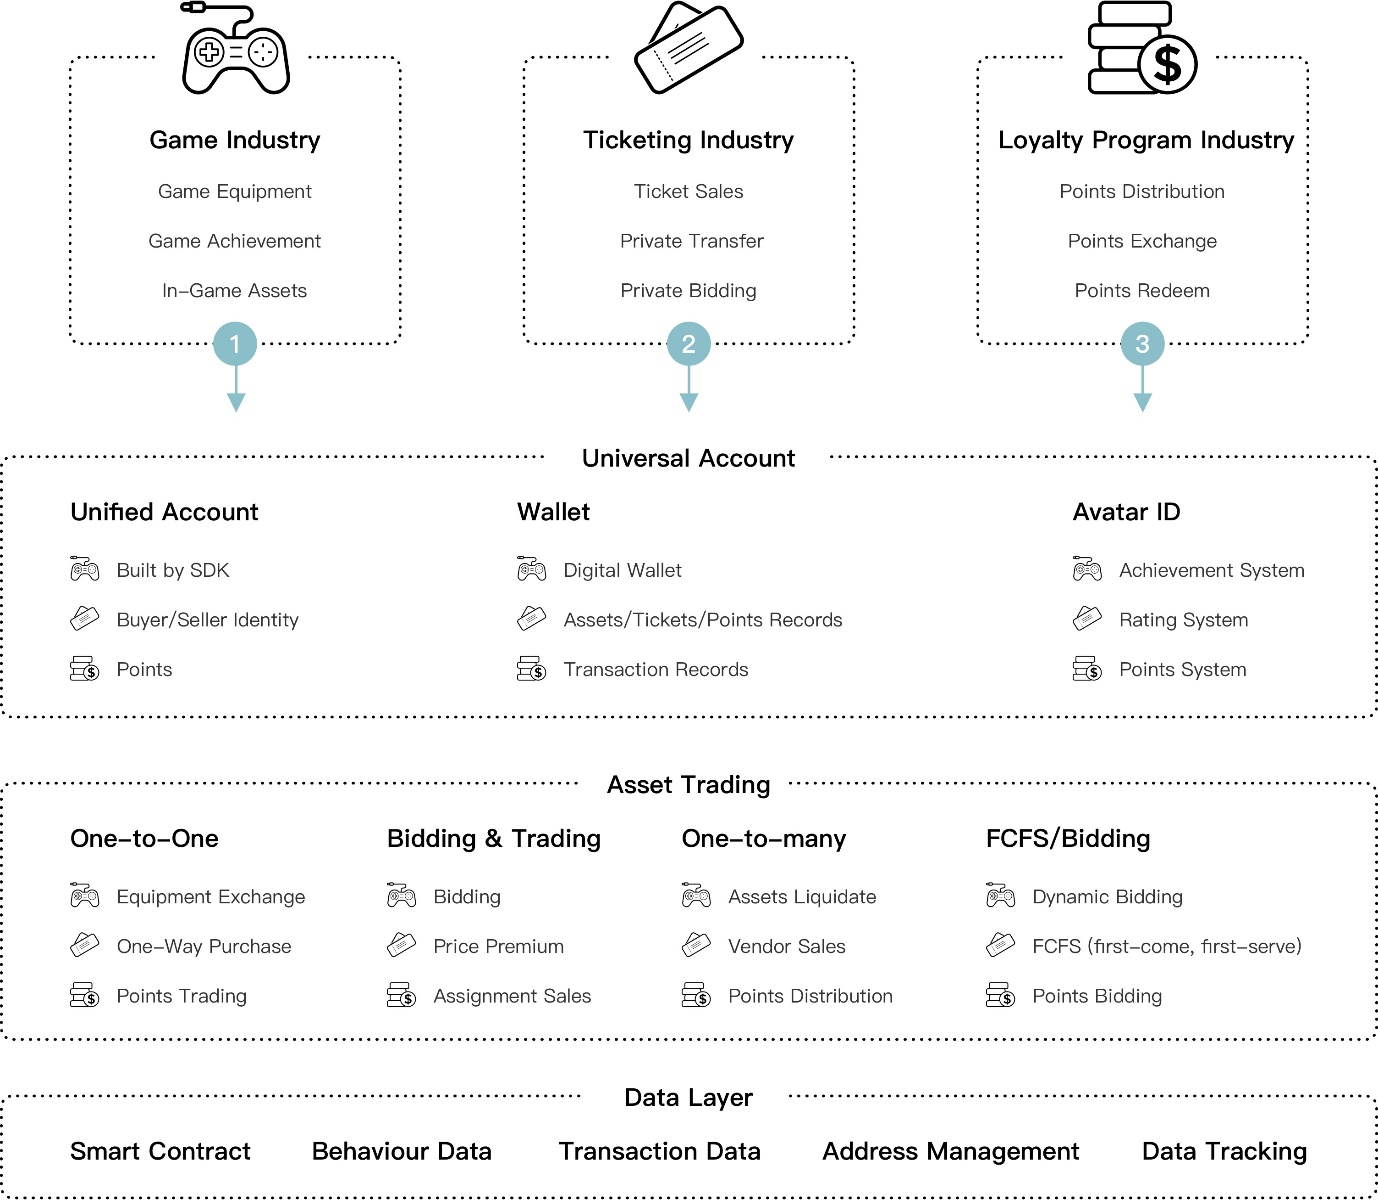 Game Industry
Game Equipment
Game Achievement
In-Game Assets
1
Ticketing Industry
Ticket Sales
Private Transfer
Private Bidding
2
$
Loyalty Program Industry
Points Distribution
Points Exchange
Points Redeem
3
Universal Account
Unified Account
Built by SDK
Buyer/Seller Identity
$ Points
Wallet
Digital Wallet
Assets/Tickets/Points Records
$ Transaction Records
Avatar ID
Achievement System
Rating System
$ Points System
Asset Trading
One-to-One
Equipment Exchange
One-Way Purchase
$ Points Trading
Bidding & Trading
Bidding
Price Premium
$ Assignment Sales
One-to-many
Assets Liquidate
Vendor Sales
$ Points Distribution
FCFS/Bidding
Dynamic Bidding
FCFS (first-come, first-serve)
$ Points Bidding
Data Layer
Smart Contract
Behaviour Data
Transaction Data
Address Management
Data Tracking